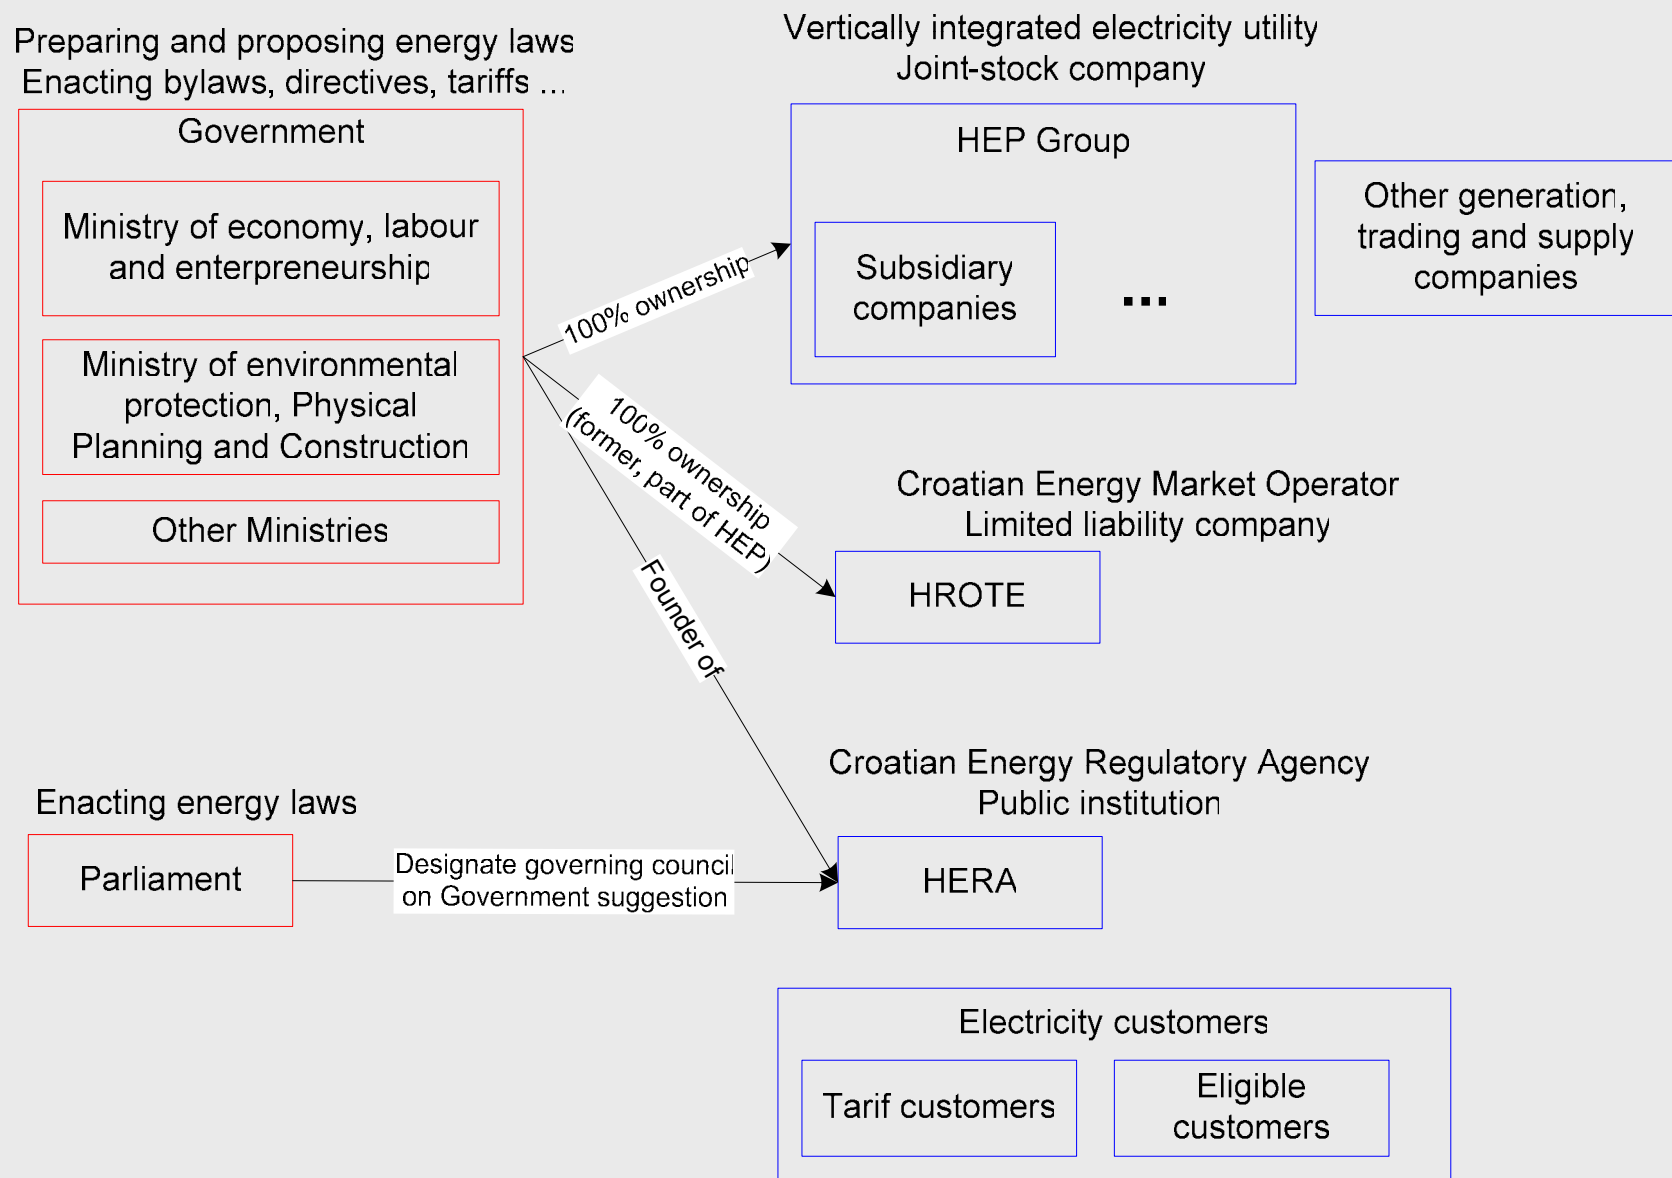 Preparing and proposing energy laws
Enacting bylaws, directives, tariffs ...
Government
Ministry of economy, labour
and enterpreneurship
Ministry of environmental
protection, Physical
Planning and Construction
Other Ministries
Vertically integrated electricity utility
Joint-stock company
HEP Group
Subsidiary
companies
...
Other generation,
trading and supply
companies
100% ownership
100% ownership
(former, part of HEP)
Founder of
Croatian Energy Market Operator
Limited liability company
HROTE
Enacting energy laws
Parliament
Designate governing council
on Government suggestion
Croatian Energy Regulatory Agency
Public institution
HERA
Electricity customers
Tarif customers
Eligible
customers